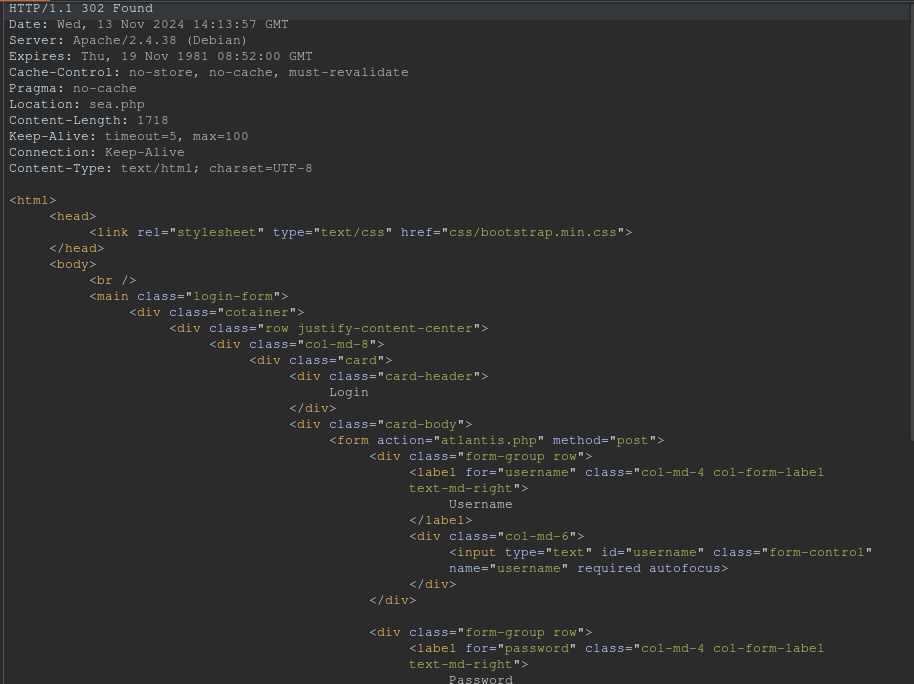 HTTP/1.1 302 Found
Date: Wed, 13 Nov 2024 14:13:57 GMT
Server: Apache/2.4.38 (Debian)
Expires: Thu, 19 Nov 1981 08:52:00 GMT
Cache-Control: no-store, no-cache, must-revalidate
Pragma: no-cache
Location: sea.php
Content-Length: 1718
Keep-Alive: timeout=5, max=100
Connection: Keep-Alive
Content-Type: text/html; charset=UTF-8

<html>
<head>
<link rel="stylesheet" type="text/css" href="css/bootstrap.min.css">
</head>
<body>
<br />
<main class="login-form">
<div class="cotainer">
<div class="row justify-content-center">
<div class="col-md-8">
<div class="card">
<div class="card-header">
Login
</div>
<div class="card-body">
<form action="atlantis.php" method="post">
<div class="form-group row">
<label for="username" class="col-md-4 col-form-label
text-md-right">
Username
</label>
<div class="col-md-6">
<input type="text" id="username" class="form-control"
name="username" required autofocus>
</div>
</div>

<div class="form-group row">
<label for="password" class="col-md-4 col-form-label
text-md-right">
Password